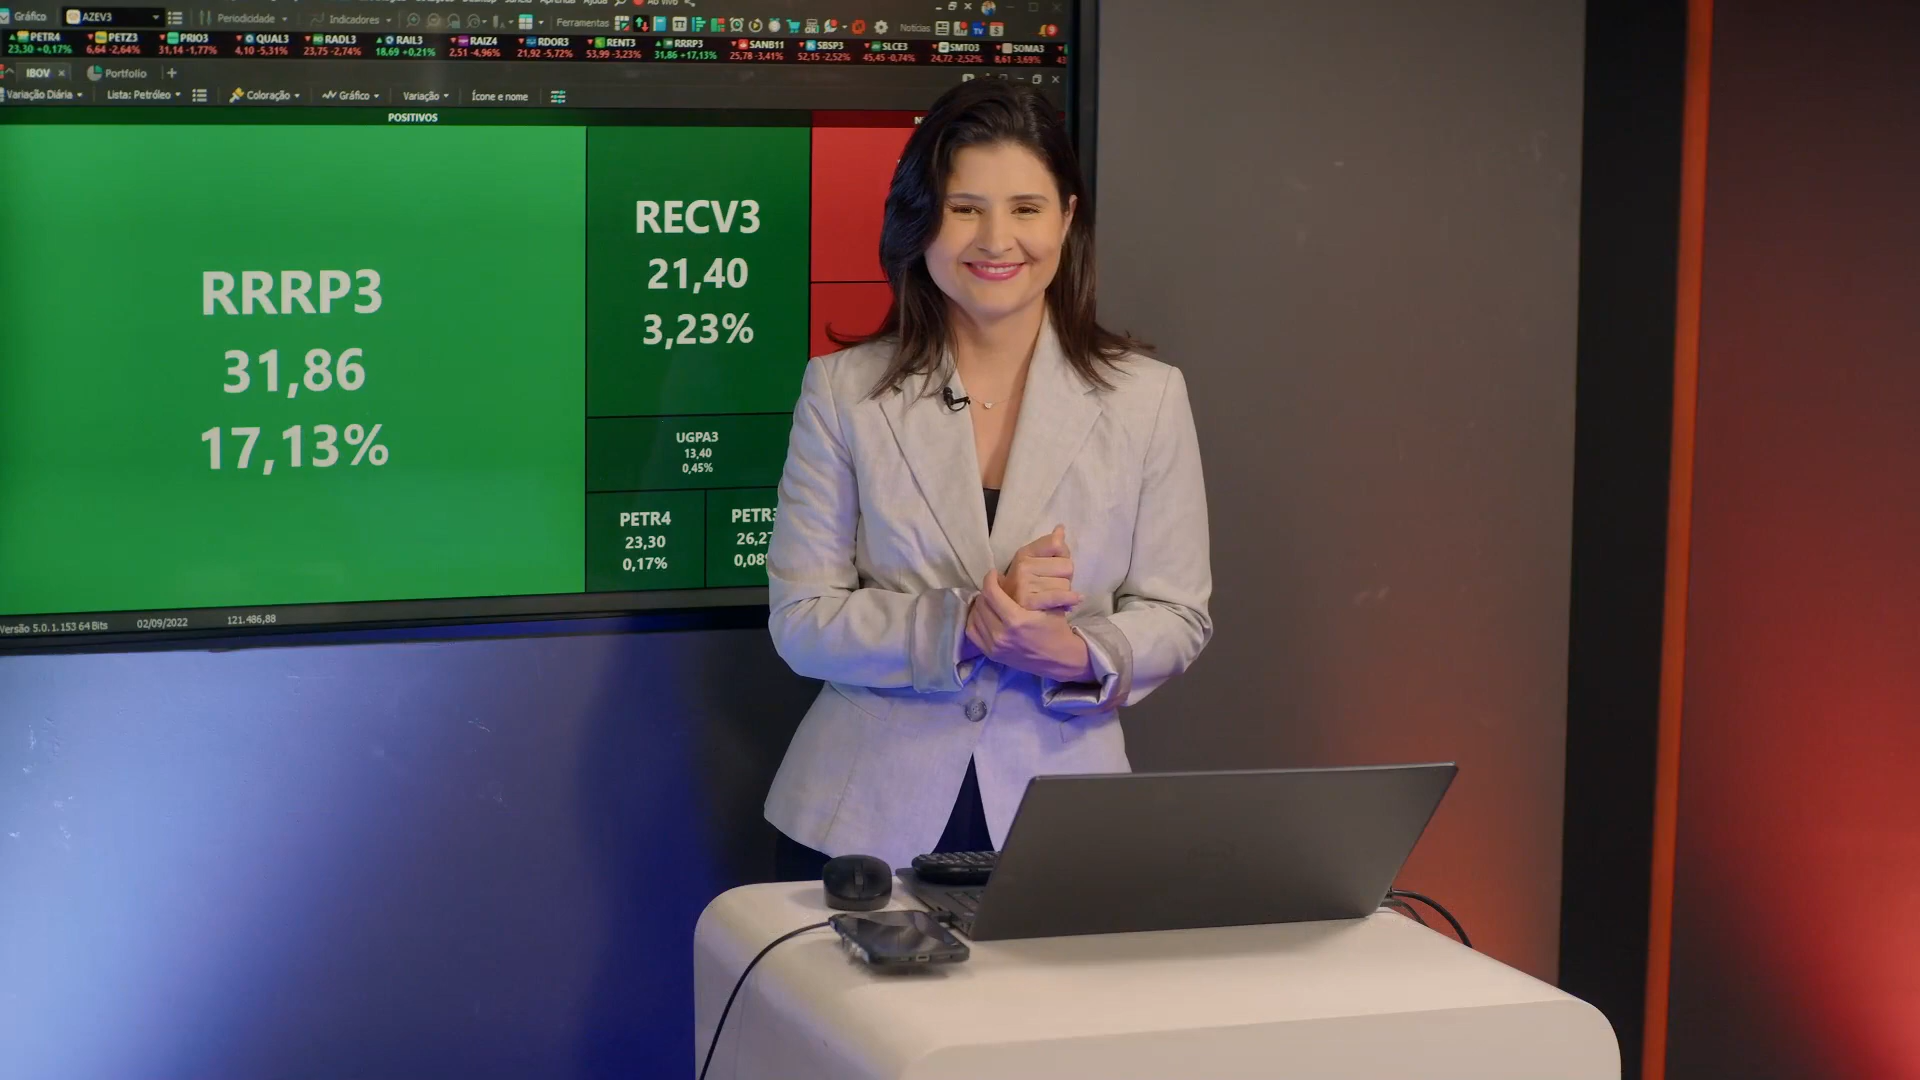 Gráfico AZEV3 Periodicidade Indicadores Ferramentas Notícias
PETR4 PETZ3 PRIO3 QUAL3 RADL3 RAIL3 RAIZ4 RDOR3 RENT3 RRRP3 SANB11 SBSP3 SLCE3 SMTO3 SOMA3
23,30 +0,17% 6,64 -2,64% 31,14 -1,77% 4,10 -5,31% 23,75 -2,74% 18,69 +0,21% 2,51 -4,96% 21,92 -5,72% 53,99 -3,23% 31,86 +17,13% 25,78 -3,41% 52,15 -2,52% 45,45 -0,74% 24,72 -2,52% 8,61 -3,69%
IBOV Portfolio
Variação Diária Lista: Petróleo Coloração Gráfico Variação Ícone e nome
POSITIVOS
RRRP3
31,86
17,13%
RECV3
21,40
3,23%
UGPA3
13,40
0,45%
PETR4
23,30
0,17%
PETR3
26,27
0,08%
Versão 5.0.1.153 64 Bits 02/09/2022 121.486,88